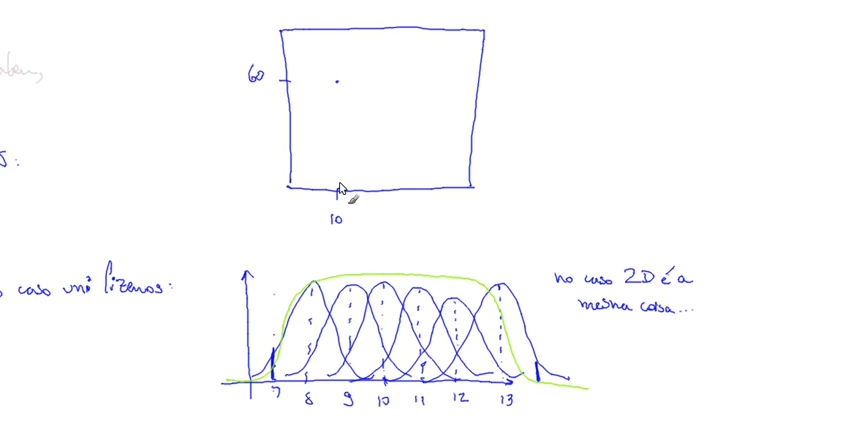 60
10
caso uni fizemos:
no caso 2D é a
mesma coisa...
7 8 9 10 11 12 13